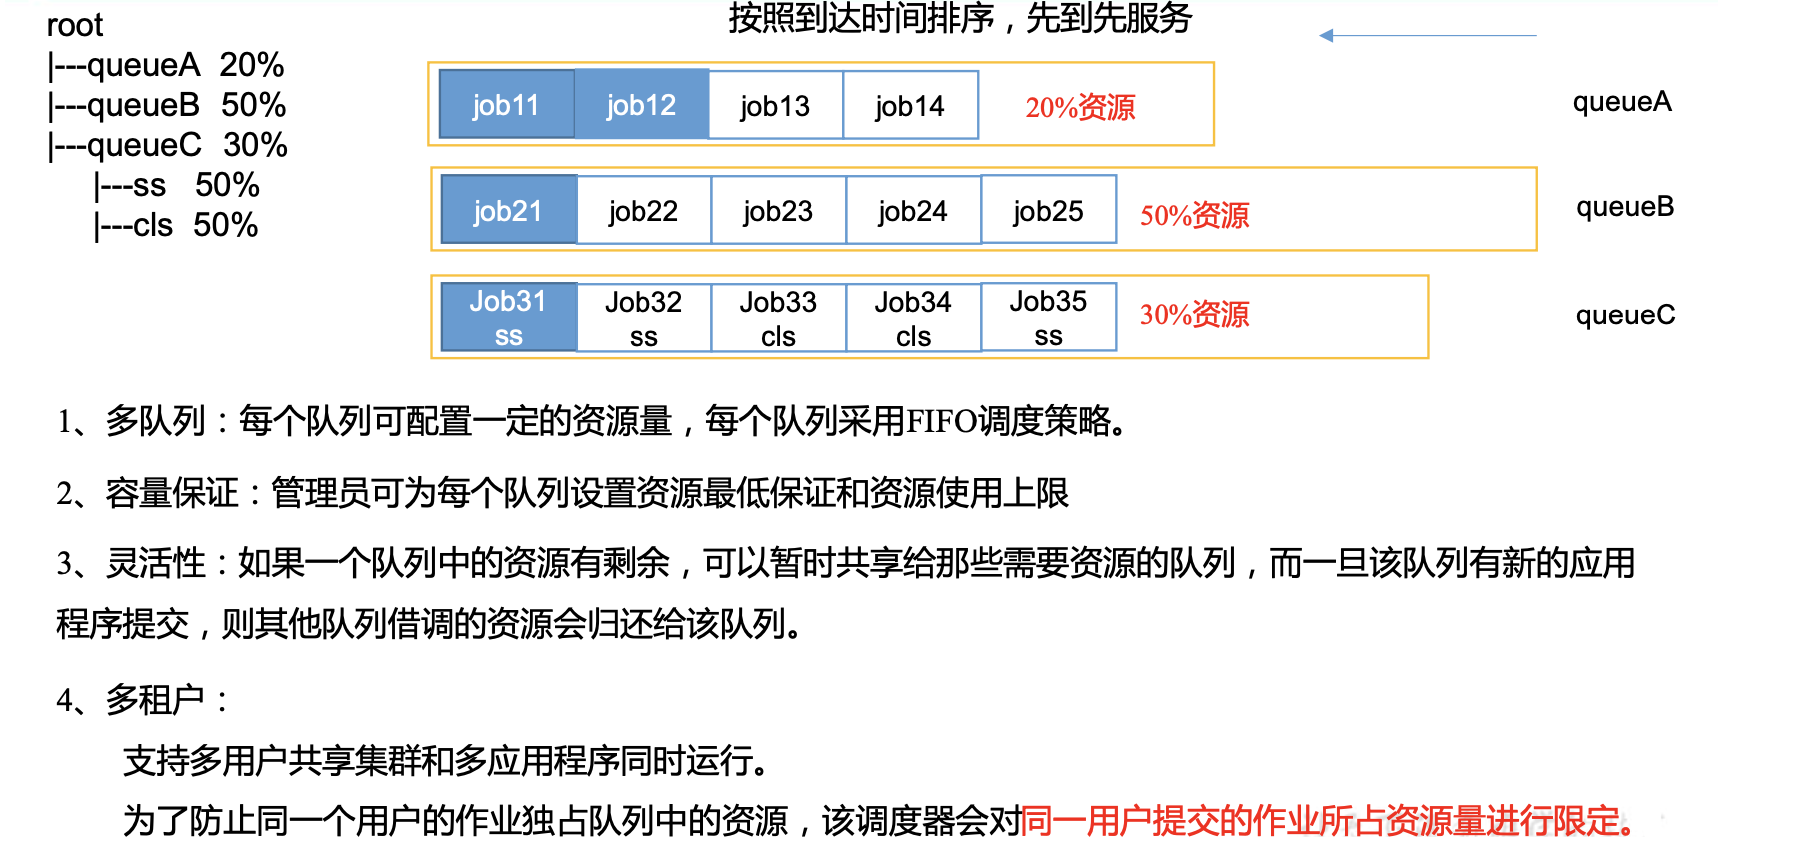 root
|---queueA 20%
|---queueB 50%
|---queueC 30%
|---ss 50%
|---cls 50%
按照到达时间排序，先到先服务
job11 job12 job13 job14 20%资源 queueA
job21 job22 job23 job24 job25 50%资源 queueB
Job31 Job32 Job33 Job34 Job35
ss ss cls cls ss
30%资源 queueC
1、多队列：每个队列可配置一定的资源量，每个队列采用FIFO调度策略。
2、容量保证：管理员可为每个队列设置资源最低保证和资源使用上限
3、灵活性：如果一个队列中的资源有剩余，可以暂时共享给那些需要资源的队列，而一旦该队列有新的应用
程序提交，则其他队列借调的资源会归还给该队列。
4、多租户：
支持多用户共享集群和多应用程序同时运行。
为了防止同一个用户的作业独占队列中的资源，该调度器会对同一用户提交的作业所占资源量进行限定。